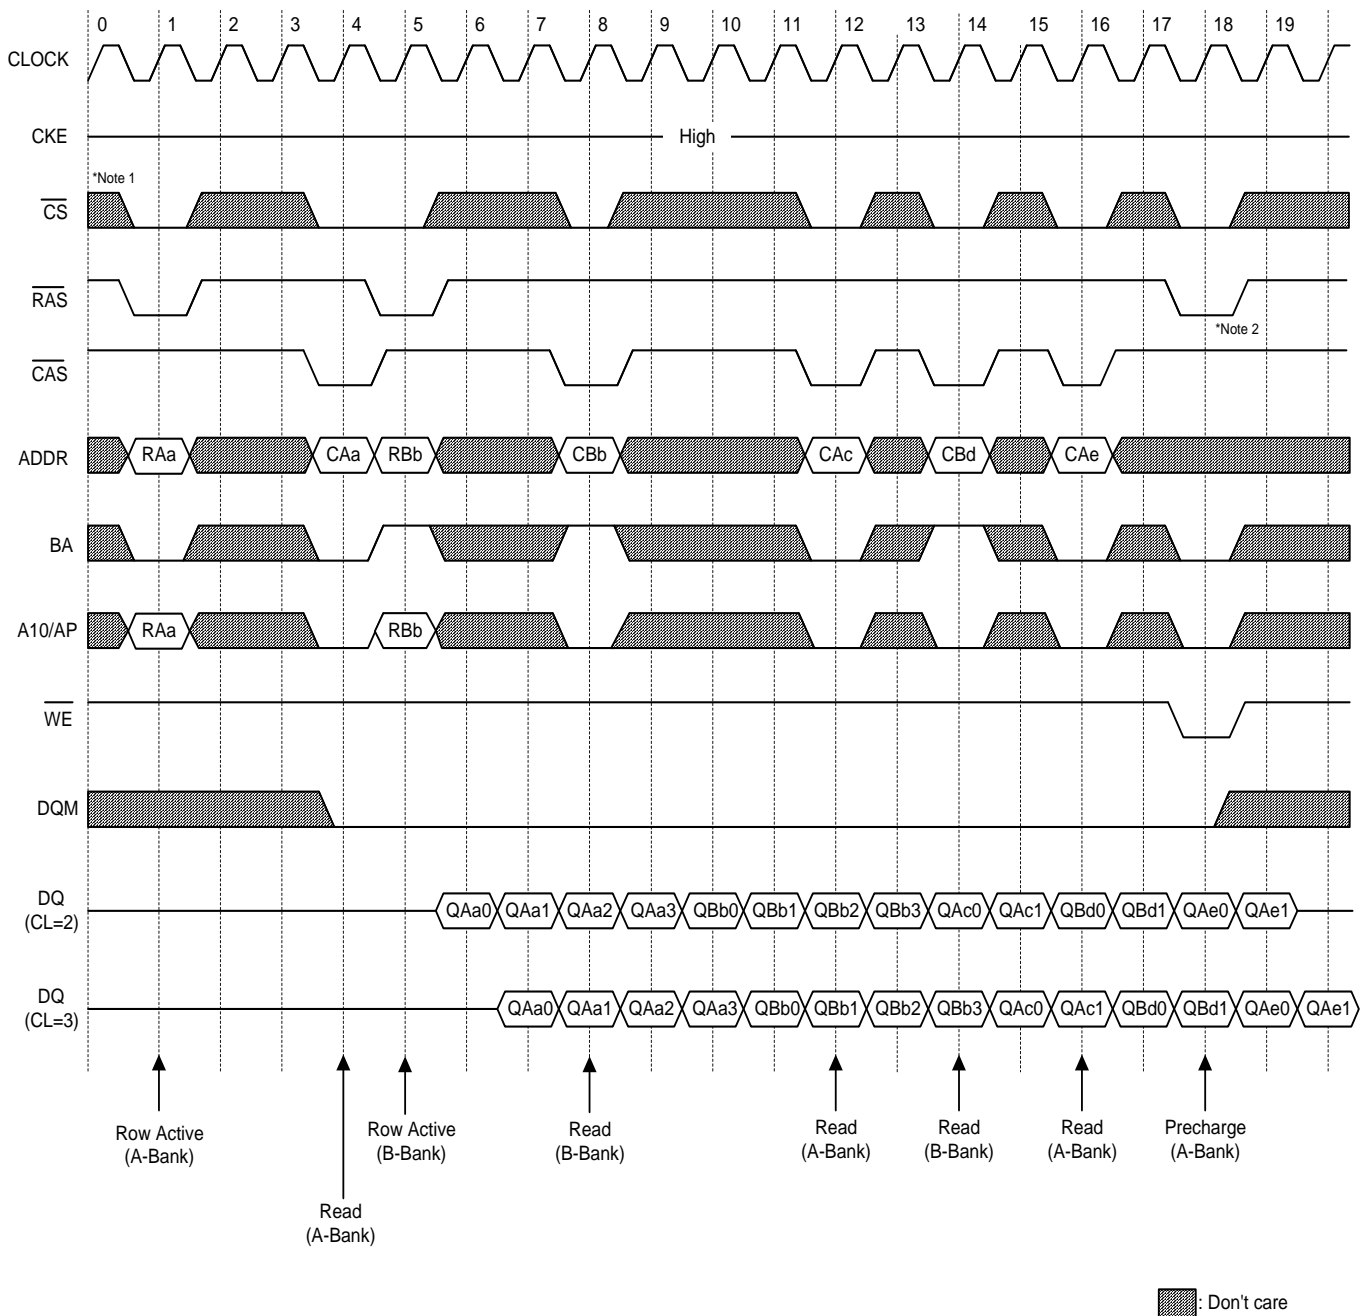 0 1 2 3 4 5 6 7 8 9 10 11 12 13 14 15 16 17 18 19
CLOCK
CKE High
*Note 1
CS
RAS
*Note 2
CAS
ADDR RAa CAa RBb CBb CAc CBd CAe
BA
A10/AP RAa RBb
WE
DQM
DQ
(CL=2)
QAa0 QAa1 QAa2 QAa3 QBb0 QBb1 QBb2 QBb3 QAc0 QAc1 QBd0 QBd1 QAe0 QAe1
DQ
(CL=3)
QAa0 QAa1 QAa2 QAa3 QBb0 QBb1 QBb2 QBb3 QAc0 QAc1 QBd0 QBd1 QAe0 QAe1
Row Active
(A-Bank)
Read
(A-Bank)
Row Active
(B-Bank)
Read
(B-Bank)
Read
(A-Bank)
Read
(B-Bank)
Read
(A-Bank)
Precharge
(A-Bank)
: Don't care